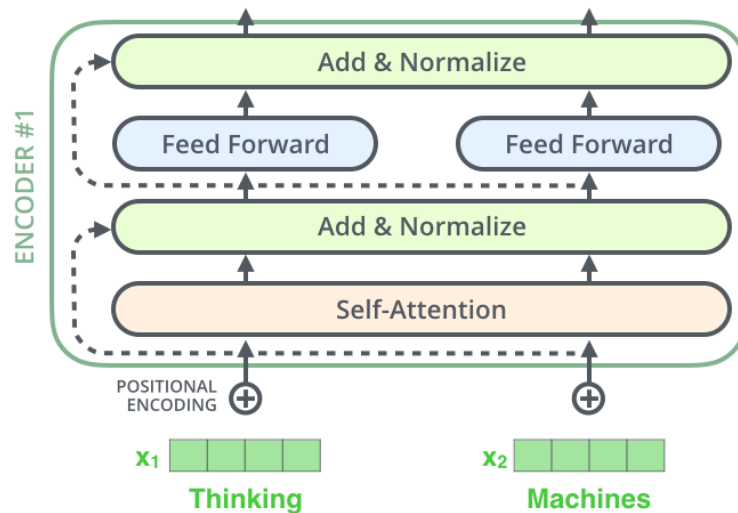 ENCODER #1
Add & Normalize
Feed Forward
Feed Forward
Add & Normalize
Self-Attention
POSITIONAL
ENCODING
x₁
x₂
Thinking
Machines